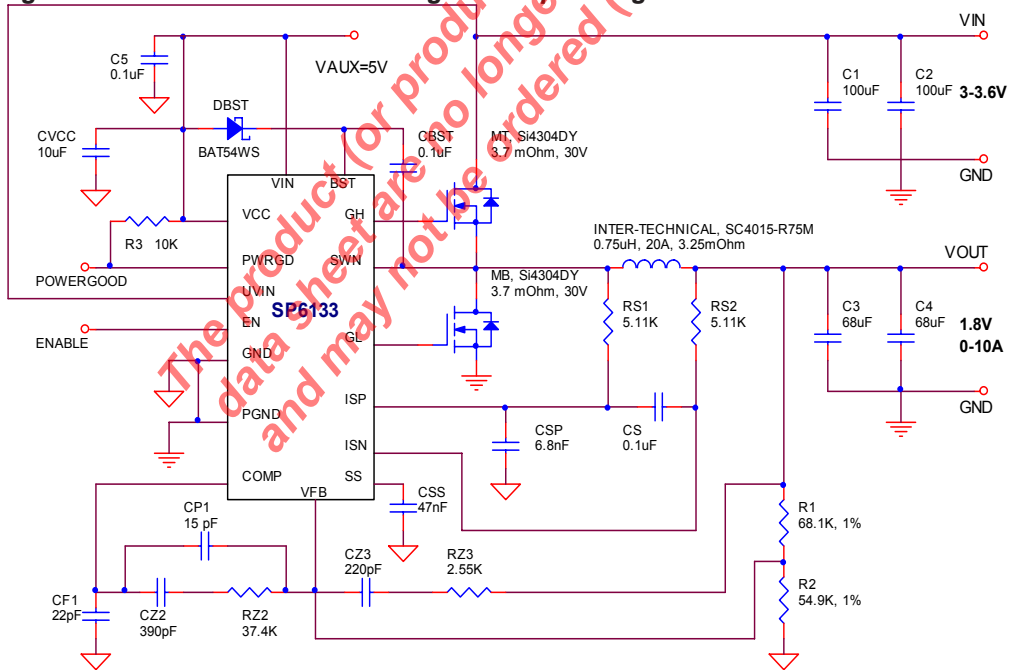 VIN
C5
0.1uF
VAUX=5V
C1
100uF
C2
100uF
3-3.6V
DBST
BAT54WS
CVCC
10uF
CBST
0.1uF
MT, Si4304DY
3.7 mOhm, 30V
GND
VIN
BST
VCC
GH
R3 10K
PWRGD
SWN
POWERGOOD
UVIN
SP6133
EN
ENABLE
GL
GND
PGND
ISP
ISN
COMP
SS
VFB
INTER-TECHNICAL, SC4015-R75M
0.75uH, 20A, 3.25mOhm
VOUT
MB, Si4304DY
3.7 mOhm, 30V
RS1
5.11K
RS2
5.11K
C3
68uF
C4
68uF
1.8V
0-10A
GND
CSP
6.8nF
CS
0.1uF
CSS
47nF
CP1
15 pF
CZ3
220pF
RZ3
2.55K
R1
68.1K, 1%
R2
54.9K, 1%
CF1
22pF
CZ2
390pF
RZ2
37.4K
The product (or produ
data sheet are no longe
and may not be ordered (